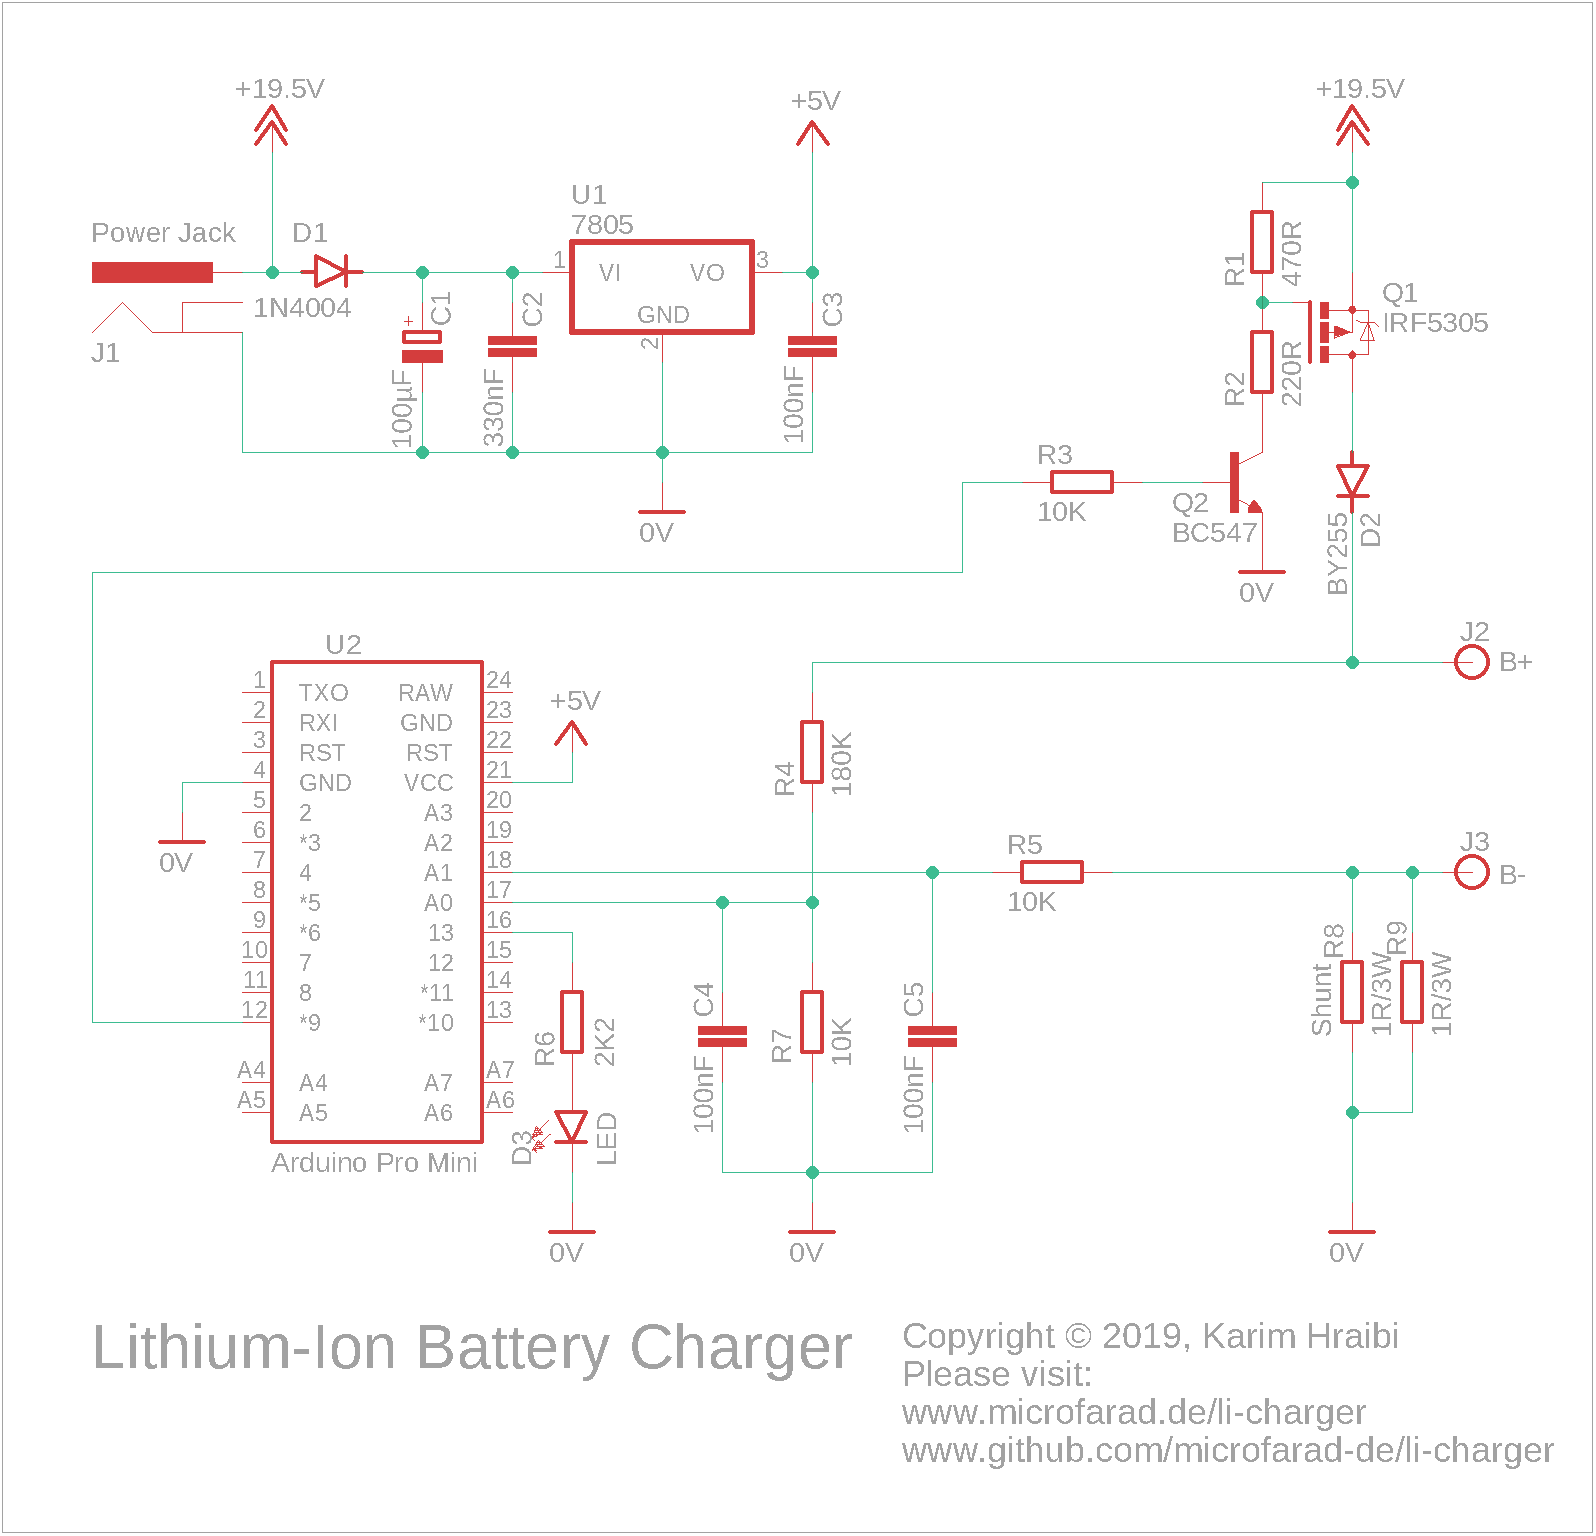 +19.5V
+5V
+19.5V
U1
7805
Power Jack
D1
1
VI
VO
3
GND
2
1N4004
J1
+
C1
100µF
C2
330nF
C3
100nF
0V
R1
470R
Q1
IRF5305
R2
220R
R3
10K
Q2
BC547
0V
BY255
D2
J2
B+
U2
1
TXO
RAW
24
2
RXI
GND
23
3
RST
RST
22
4
GND
VCC
21
5
2
A3
20
6
*3
A2
19
7
4
A1
18
8
*5
A0
17
9
*6
13
16
10
7
12
15
11
8
*11
14
12
*9
*10
13
A4
A4
A7
A7
A5
A5
A6
A6
Arduino Pro Mini
+5V
0V
R4
180K
R5
10K
J3
B-
R6
2K2
D3
LED
0V
C4
100nF
R7
10K
C5
100nF
0V
R8
Shunt
1R/3W
R9
1R/3W
0V
Lithium-Ion Battery Charger
Copyright © 2019, Karim Hraibi
Please visit:
www.microfarad.de/li-charger
www.github.com/microfarad-de/li-charger